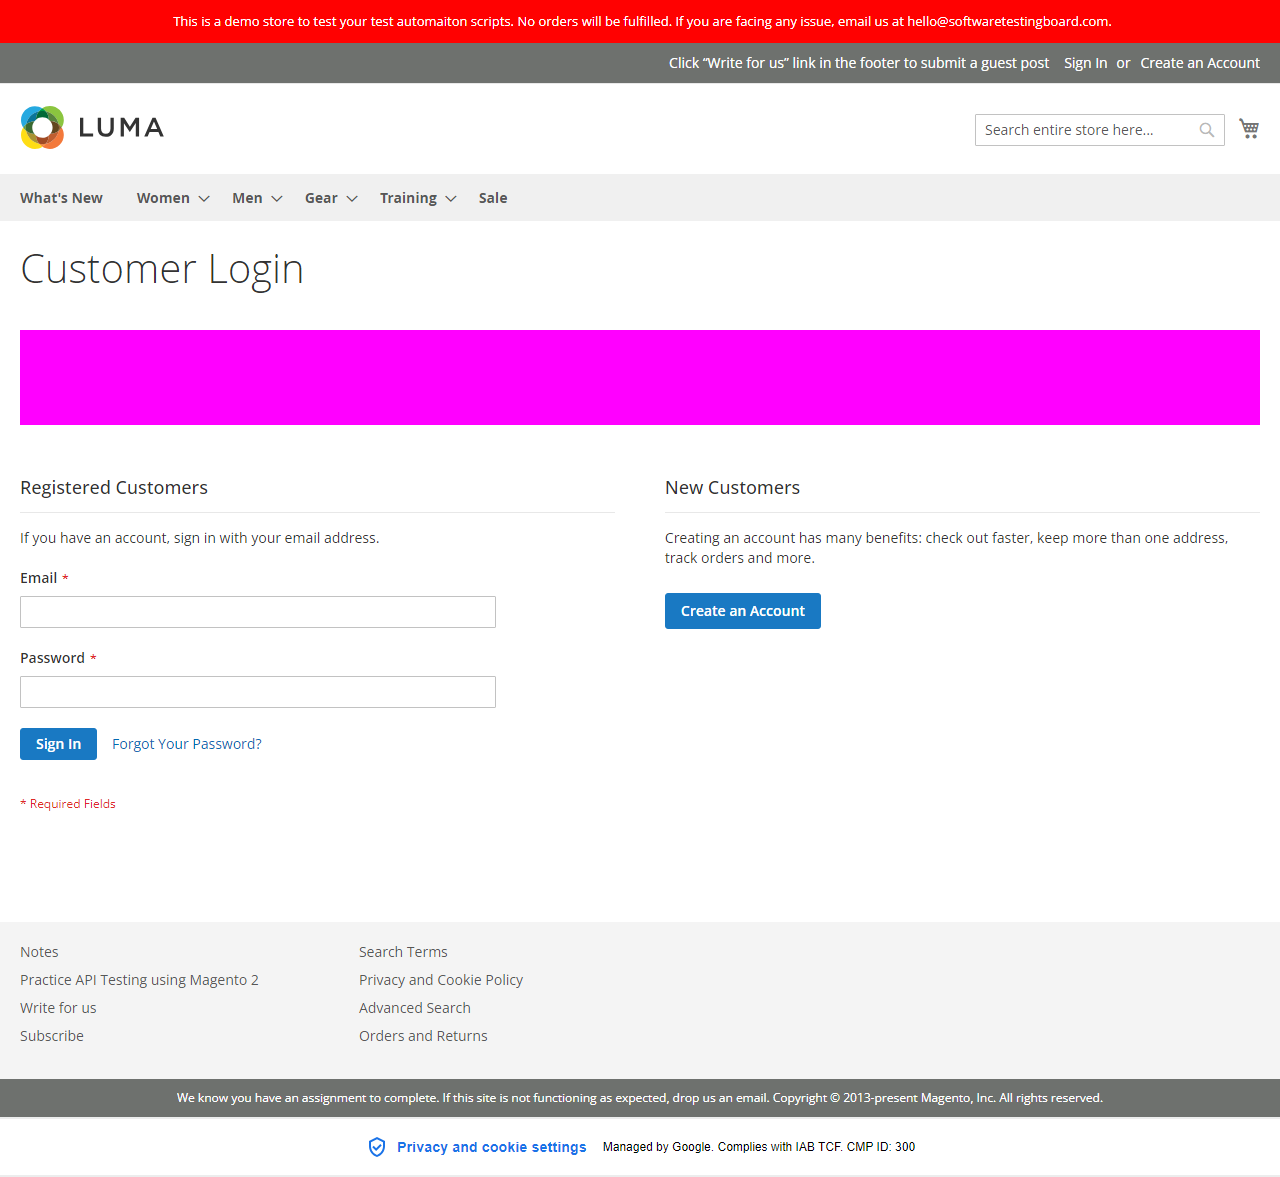 This is a demo store to test your test automaiton scripts. No orders will be fulfilled. If you are facing any issue, email us at hello@softwaretestingboard.com.
Click “Write for us” link in the footer to submit a guest post Sign In or Create an Account
LUMA
Search entire store here...
What's New Women Men Gear Training Sale
Customer Login
Registered Customers
If you have an account, sign in with your email address.
Email *
Password *
Sign In Forgot Your Password?
* Required Fields
New Customers
Creating an account has many benefits: check out faster, keep more than one address,
track orders and more.
Create an Account
Notes
Practice API Testing using Magento 2
Write for us
Subscribe
Search Terms
Privacy and Cookie Policy
Advanced Search
Orders and Returns
We know you have an assignment to complete. If this site is not functioning as expected, drop us an email. Copyright © 2013-present Magento, Inc. All rights reserved.
Privacy and cookie settings Managed by Google. Complies with IAB TCF. CMP ID: 300